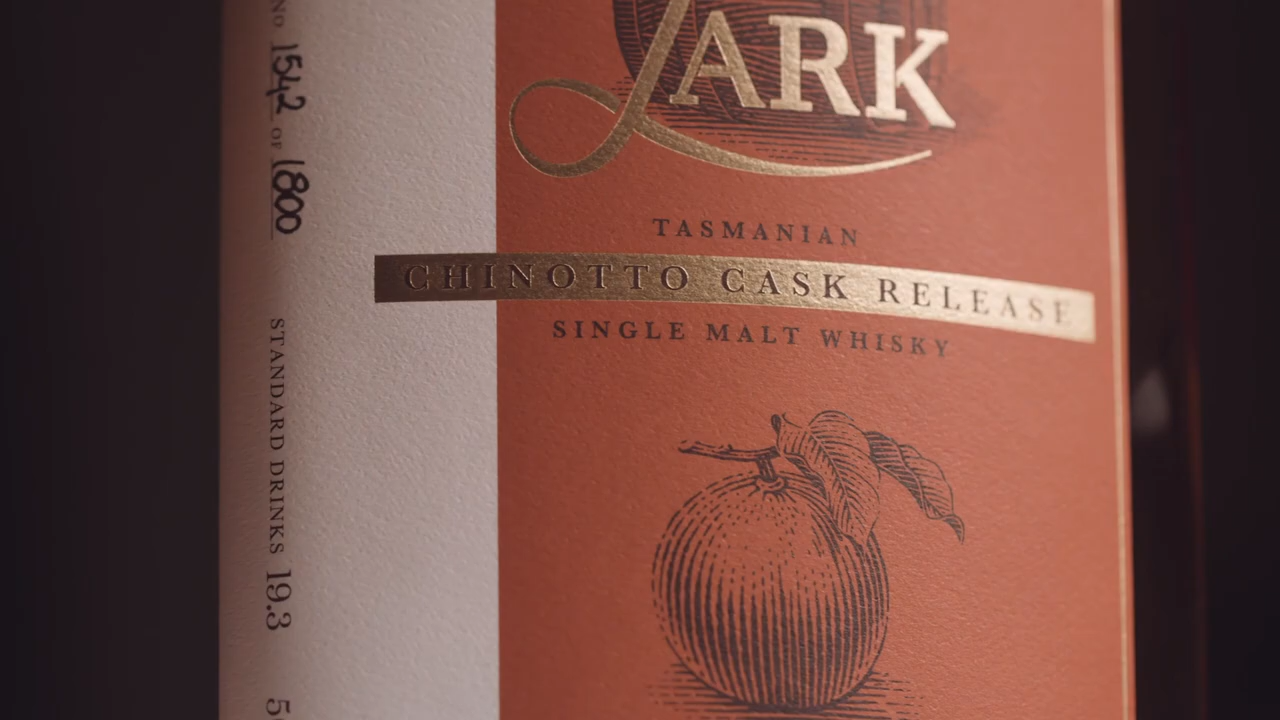 LARK
TASMANIAN
CHINOTTO CASK RELEASE
SINGLE MALT WHISKY
No 1542 OF 1800
STANDARD DRINKS 19.3